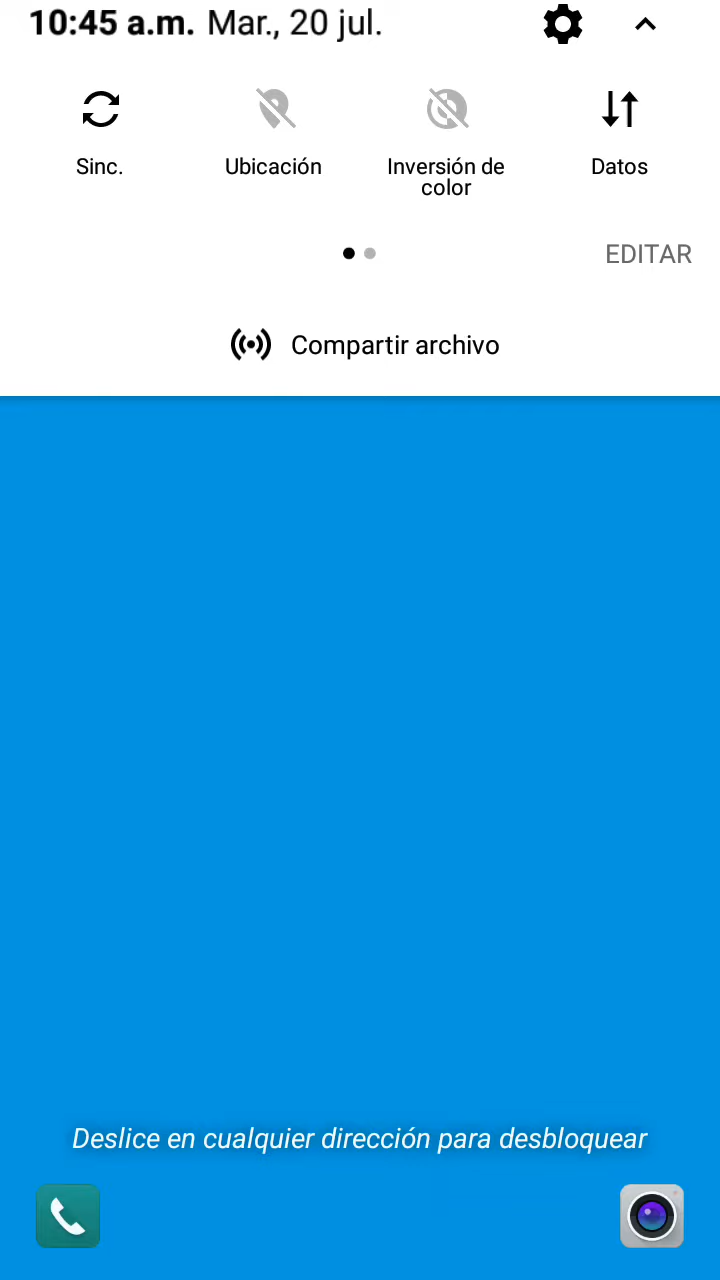 10:45 a.m. Mar., 20 jul.
Sinc. Ubicación Inversión de color Datos
EDITAR
Compartir archivo
Deslice en cualquier dirección para desbloquear